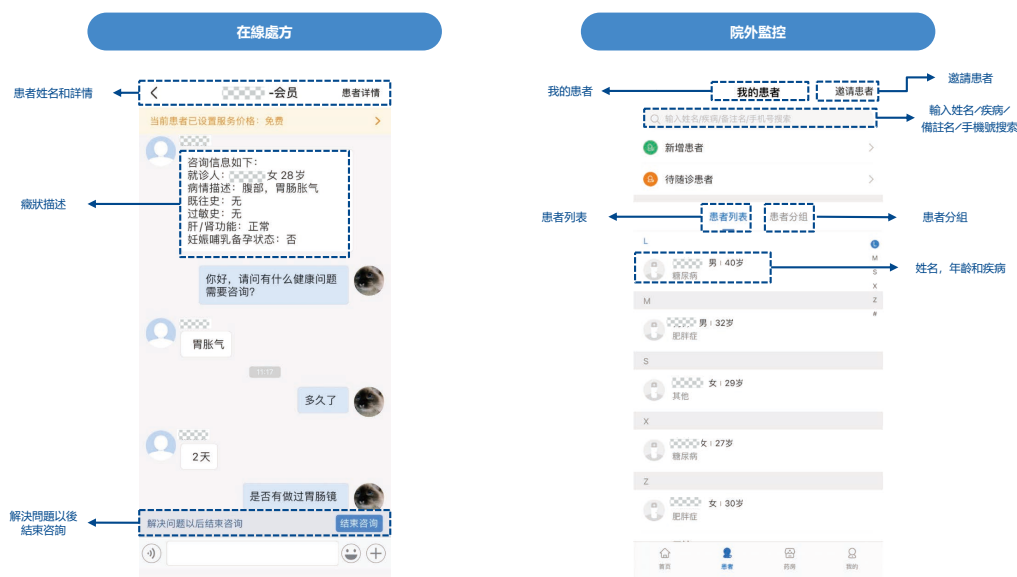 在線處方
院外監控
患者姓名和詳情
-会员
患者详情
当前患者已设置服务价格：免费
咨询信息如下：
就诊人： 女 28岁
病情描述：腹部，胃肠胀气
既往史：无
过敏史：无
肝/肾功能：正常
妊娠哺乳备孕状态：否
癥狀描述
你好，请问有什么健康问题
需要咨询？
胃胀气
11:17
多久了
2天
是否有做过胃肠镜
解决问题以后结束咨询
结束咨询
解決問題以後
結束咨詢
我的患者
我的患者
邀请患者
邀請患者
输入姓名/疾病/备注名/手机号搜索
輸入姓名/疾病/
備註名/手機號搜索
新增患者
待随诊患者
患者列表
患者列表
患者分组
患者分組
L
男 40岁
糖尿病
姓名，年齡和疾病
L
M
S
X
Z
#
M
男 32岁
肥胖症
S
女 29岁
其他
X
女 27岁
糖尿病
Z
女 30岁
肥胖症
首页
患者
药房
我的